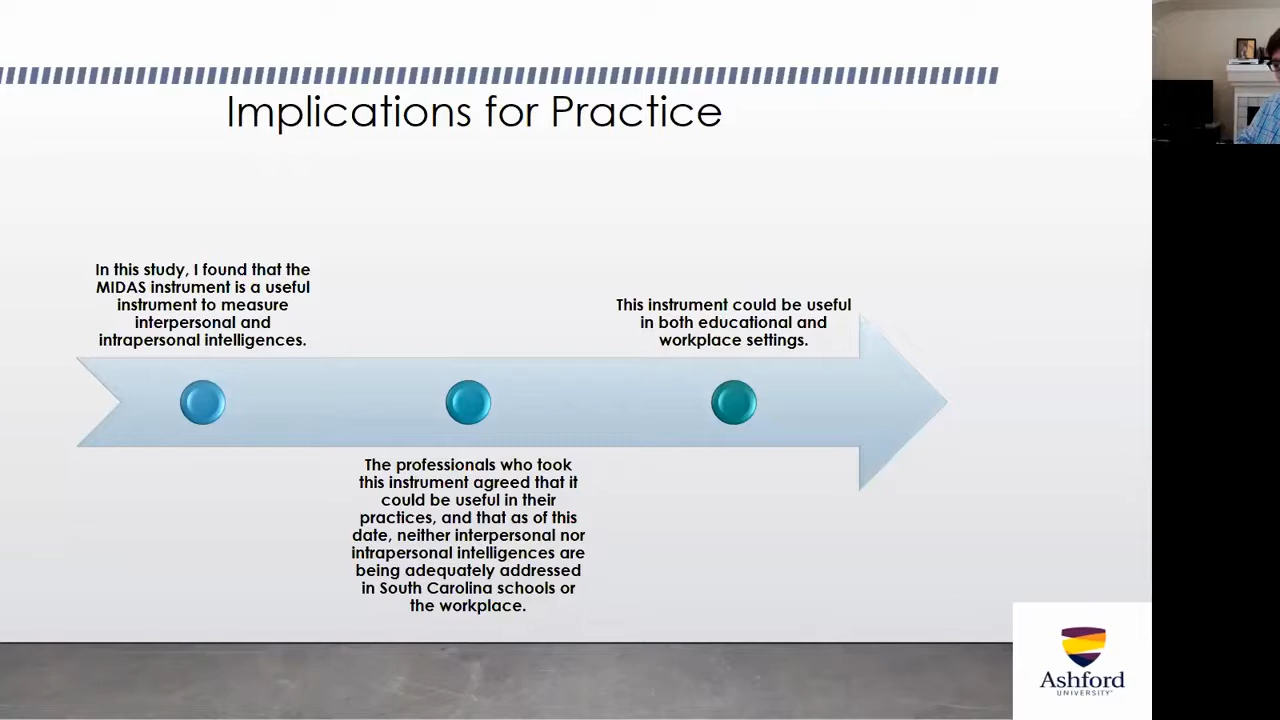 Implications for Practice
In this study, I found that the
MIDAS instrument is a useful
instrument to measure
interpersonal and
intrapersonal intelligences.
The professionals who took
this instrument agreed that it
could be useful in their
practices, and that as of this
date, neither interpersonal nor
intrapersonal intelligences are
being adequately addressed
in South Carolina schools or
the workplace.
This instrument could be useful
in both educational and
workplace settings.
Ashford
UNIVERSITY